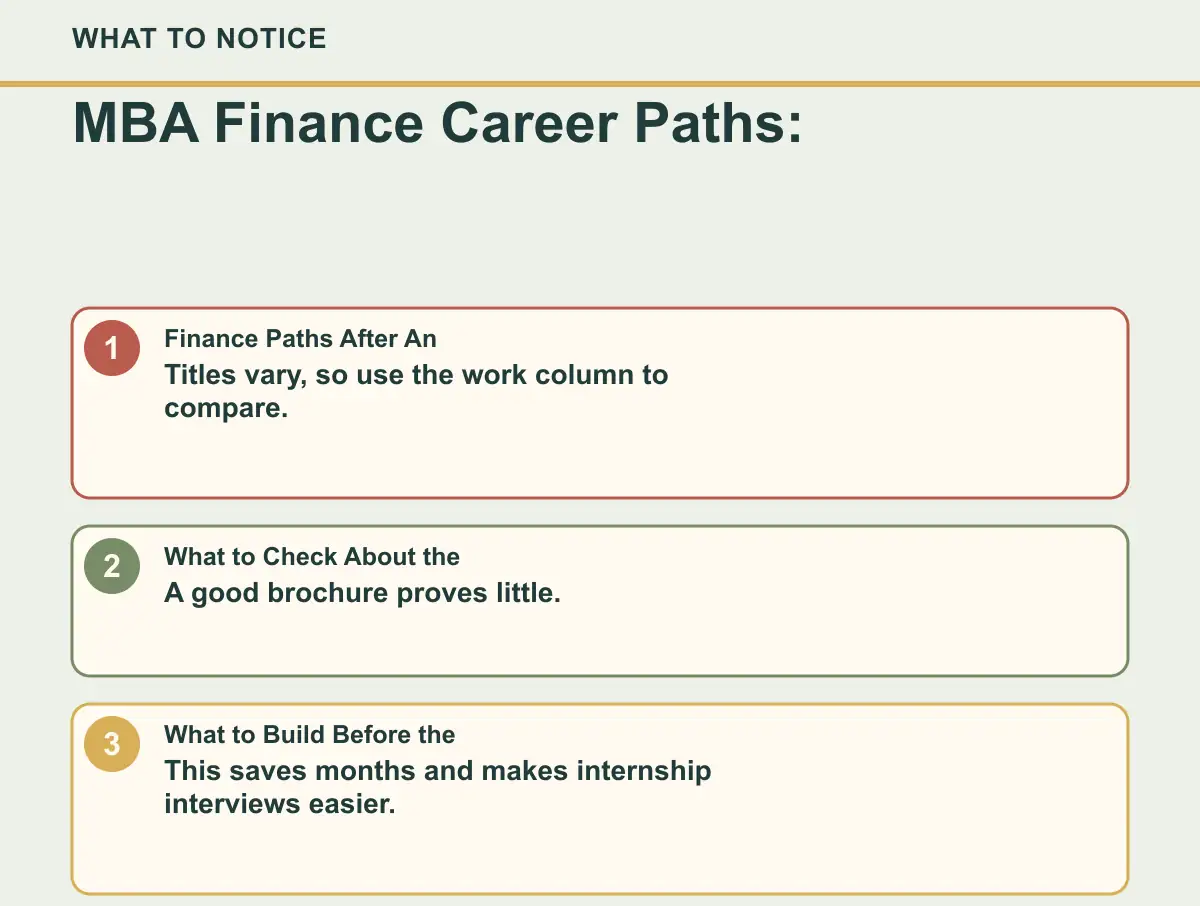 WHAT TO NOTICE
MBA Finance Career Paths:
1
Finance Paths After An
Titles vary, so use the work column to
compare.
2
What to Check About the
A good brochure proves little.
3
What to Build Before the
This saves months and makes internship
interviews easier.